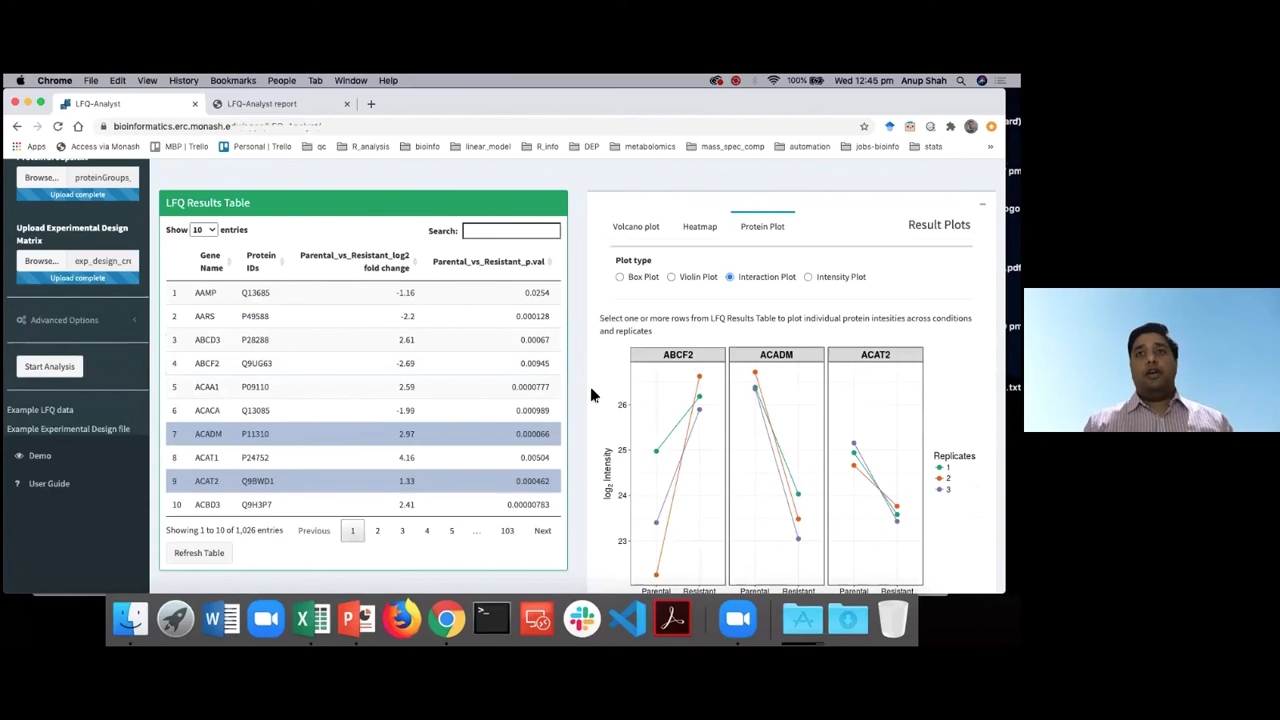 Chrome File Edit View History Bookmarks People Tab Window Help 100% Wed 12:45 pm Anup Shah
LFQ-Analyst × LFQ-Analyst report × +
bioinformatics.erc.monash.e
Apps Access via Monash MBP | Trello Personal | Trello qc R_analysis bioinfo linear_model R_info DEP metabolomics mass_spec_comp automation jobs-bioinfo stats »
Browse... proteinGroups_
Upload complete
Upload Experimental Design
Matrix
Browse... exp_design_cr
Upload complete
Advanced Options
Start Analysis
Example LFQ data
Example Experimental Design file
Demo
User Guide
LFQ Results Table
Show 10 entries Search:
Gene Name Protein IDs Parental_vs_Resistant_log2 fold change Parental_vs_Resistant_p.val
1 AAMP Q13685 -1.16 0.0254
2 AARS P49588 -2.2 0.000128
3 ABCD3 P28288 2.61 0.00067
4 ABCF2 Q9UG63 -2.69 0.00945
5 ACAA1 P09110 2.59 0.0000777
6 ACACA Q13085 -1.99 0.000989
7 ACADM P11310 2.97 0.000066
8 ACAT1 P24752 4.16 0.00504
9 ACAT2 Q9BWD1 1.33 0.000462
10 ACBD3 Q9H3P7 2.41 0.00000783
Showing 1 to 10 of 1,026 entries Previous 1 2 3 4 5 ... 103 Next
Refresh Table
Volcano plot Heatmap Protein Plot Result Plots
Plot type
Box Plot Violin Plot Interaction Plot Intensity Plot
Select one or more rows from LFQ Results Table to plot individual protein intesities across conditions
and replicates
ABCF2 ACADM ACAT2
26
25
24
23
log2 Intensity
Replicates
1
2
3
Parental Resistant Parental Resistant Parental Resistant
.pdf
.txt